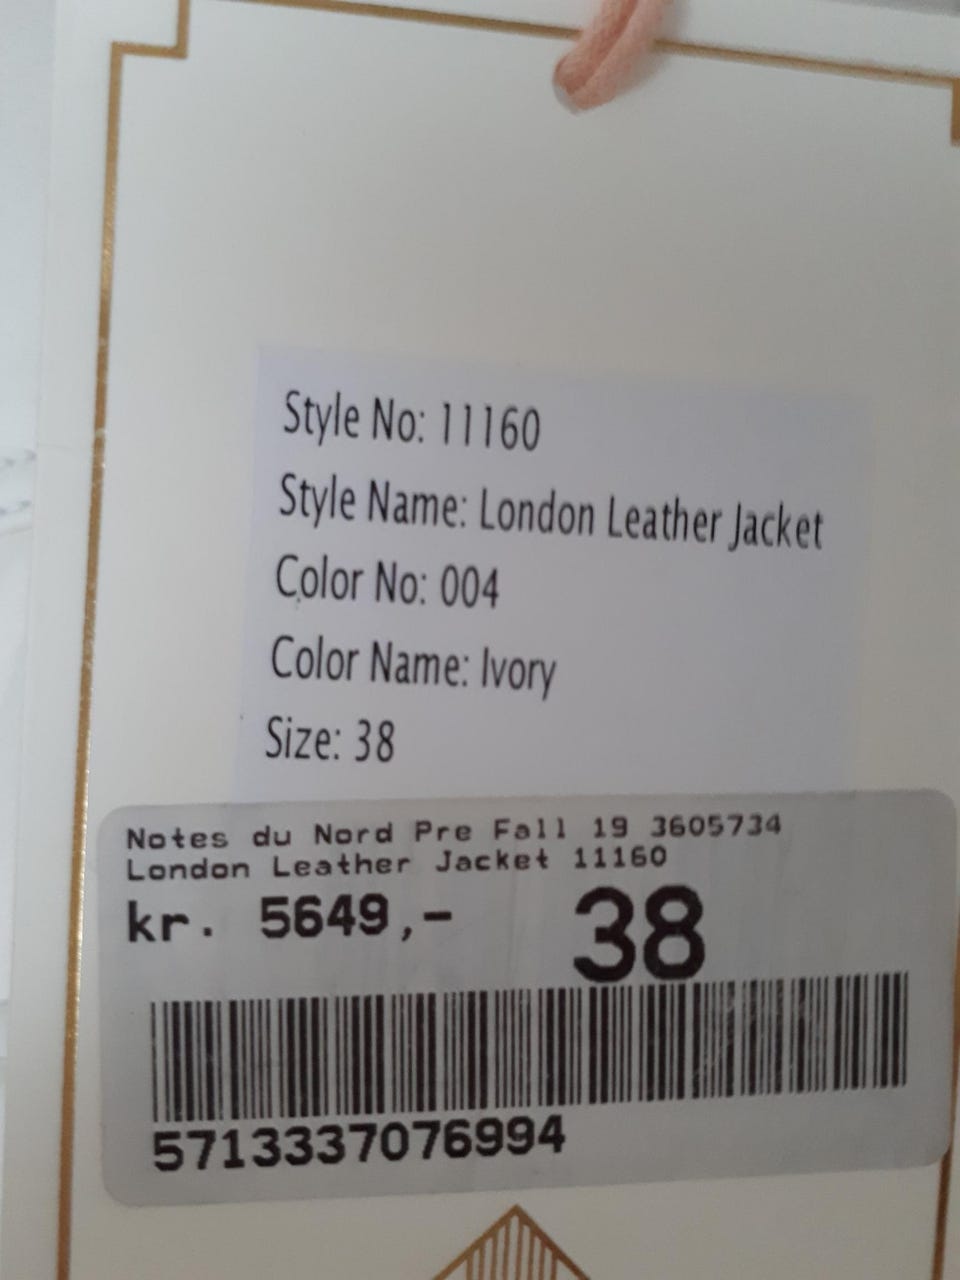 Style No: 11160
Style Name: London Leather Jacket
Color No: 004
Color Name: Ivory
Size: 38
Notes du Nord Pre Fall 19 3605734
London Leather Jacket 11160
kr. 5649,- 38
5713337076994